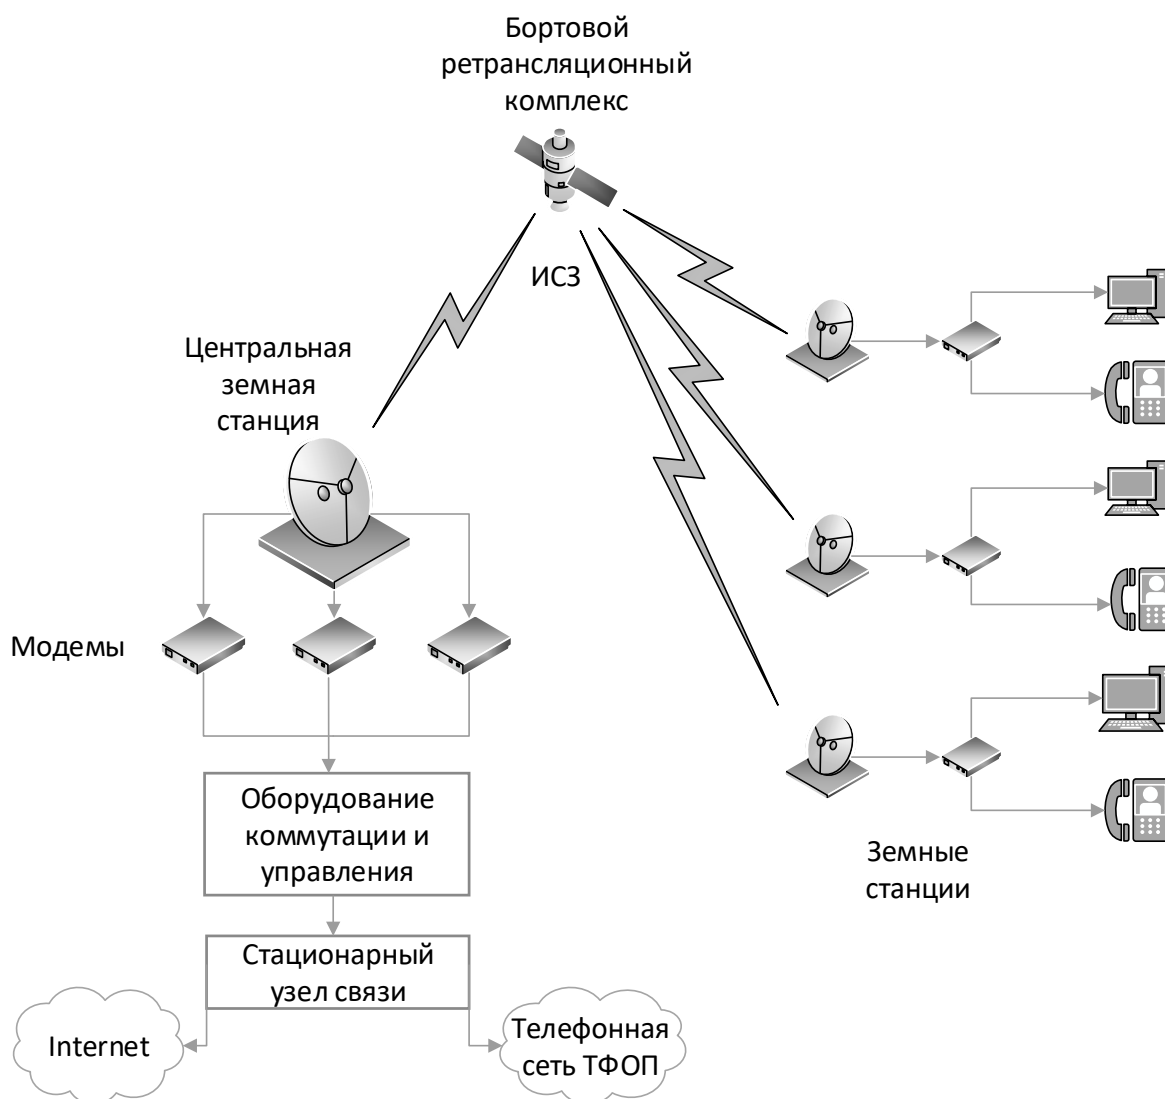 Бортовой
ретрансляционный
комплекс
ИСЗ
Центральная
земная
станция
Модемы
Оборудование
коммутации и
управления
Земные
станции
Стационарный
узел связи
Internet
Телефонная
сеть ТФОП